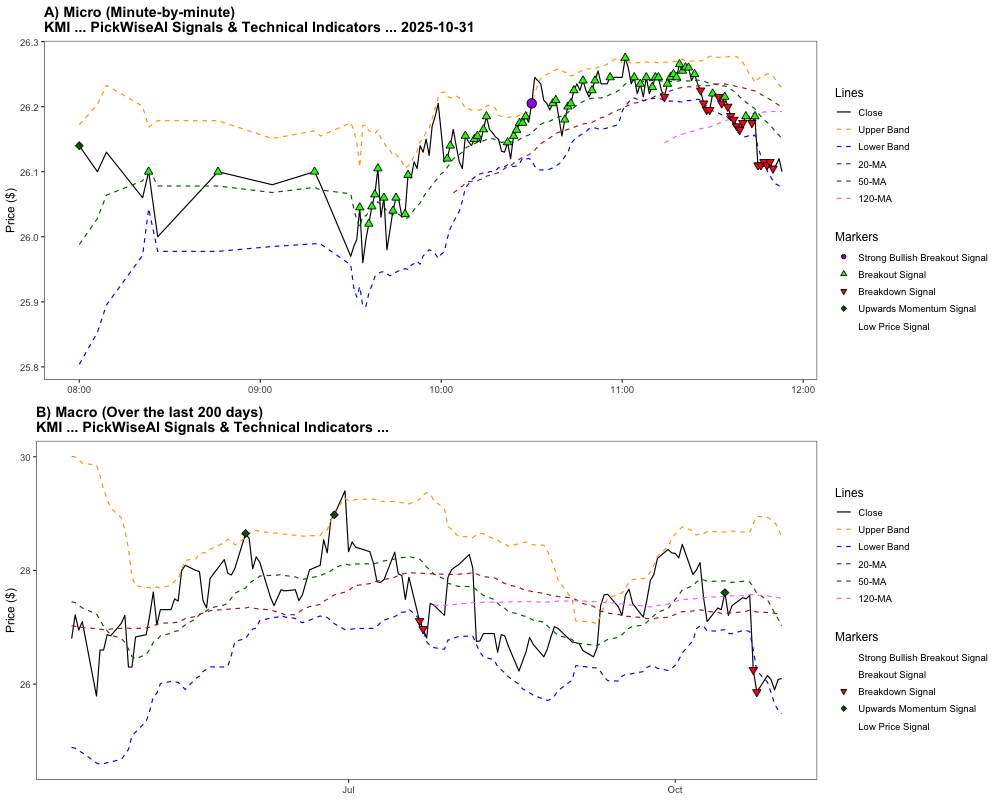 A) Micro (Minute-by-minute)
KMI ... PickWiseAI Signals & Technical Indicators ... 2025-10-31
Price ($)
26.3
26.2
26.1
26.0
25.9
25.8
08:00
09:00
10:00
11:00
12:00
Lines
Close
Upper Band
Lower Band
20-MA
50-MA
120-MA
Markers
Strong Bullish Breakout Signal
Breakout Signal
Breakdown Signal
Upwards Momentum Signal
Low Price Signal
B) Macro (Over the last 200 days)
KMI ... PickWiseAI Signals & Technical Indicators ...
Price ($)
30
28
26
Jul
Oct
Lines
Close
Upper Band
Lower Band
20-MA
50-MA
120-MA
Markers
Strong Bullish Breakout Signal
Breakout Signal
Breakdown Signal
Upwards Momentum Signal
Low Price Signal